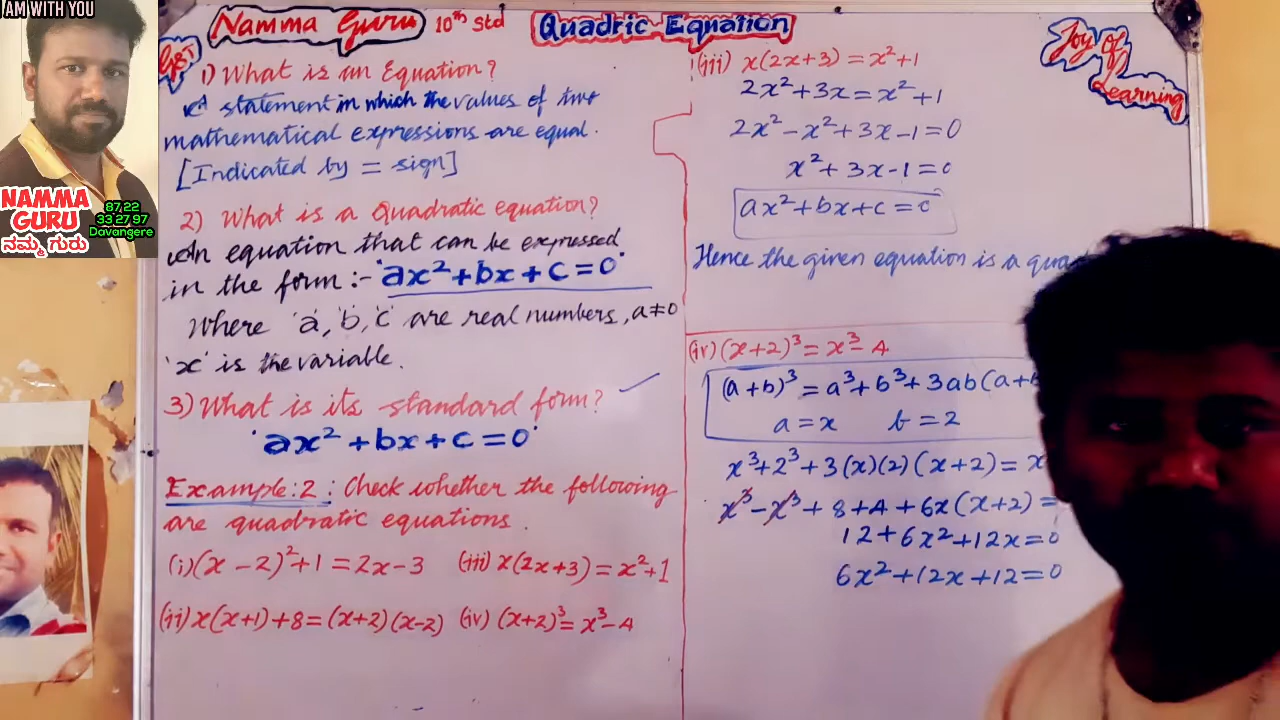 I AM WITH YOU
NAMMA
GURU
ನಮ್ಮ ಗುರು
87,22
33 27 97
Davangere
Namma Guru 10th std Quadric Equation
Joy of
Learning
1) What is an Equation?
A statement in which the values of two
mathematical expressions are equal.
[Indicated by = sign]
2) What is a Quadratic equation?
An equation that can be expressed
in the form :- 'ax²+bx+c=0'
Where 'a', 'b', 'c' are real numbers, a≠0
'x' is the variable.
3) What is its standard form?
'ax²+bx+c=0'
Example:2: Check whether the following
are quadratic equations.
(i) (x-2)²+1=2x-3 (iii) x(2x+3)=x²+1
(ii) x(x+1)+8=(x+2)(x-2) (iv) (x+2)³=x³-4
(iii) x(2x+3)=x²+1
2x²+3x=x²+1
2x²-x²+3x-1=0
x²+3x-1=0
ax²+bx+c=0
Hence the given equation is a
(iv) (x+2)³=x³-4
(a+b)³=a³+b³+3ab(a+b
a=x b=2
x³+2³+3(x)(2)(x+2)=x
x³-x³+8+4+6x(x+2)=
12+6x²+12x=0
6x²+12x+12=0